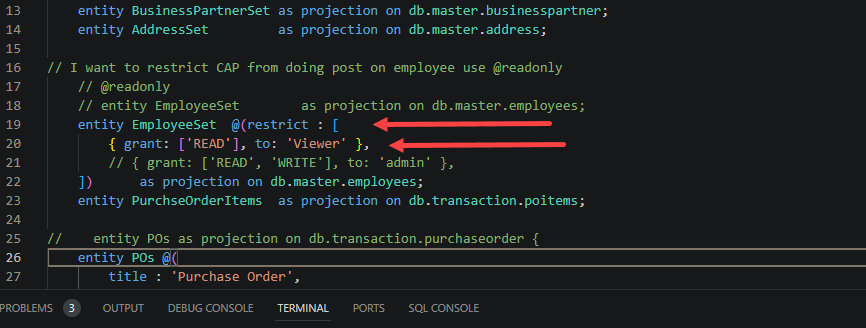 13 entity BusinessPartnerSet as projection on db.master.businesspartner;
14 entity AddressSet as projection on db.master.address;
15
16 // I want to restrict CAP from doing post on employee use @readonly
17 // @readonly
18 // entity EmployeeSet as projection on db.master.employees;
19 entity EmployeeSet @(restrict : [
20 { grant: ['READ'], to: 'Viewer' },
21 // { grant: ['READ', 'WRITE'], to: 'admin' },
22 ]) as projection on db.master.employees;
23 entity PurchseOrderItems as projection on db.transaction.poitems;
24
25 // entity POs as projection on db.transaction.purchaseorder {
26 entity POs @(
27 title : 'Purchase Order',
PROBLEMS 3 OUTPUT DEBUG CONSOLE TERMINAL PORTS SQL CONSOLE